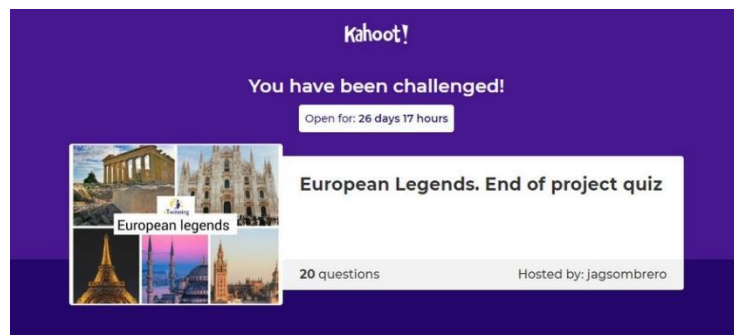 Kahoot!
You have been challenged!
Open for: 26 days 17 hours
eTwinning
European legends
European Legends. End of project quiz
20 questions
Hosted by: jagsombrero